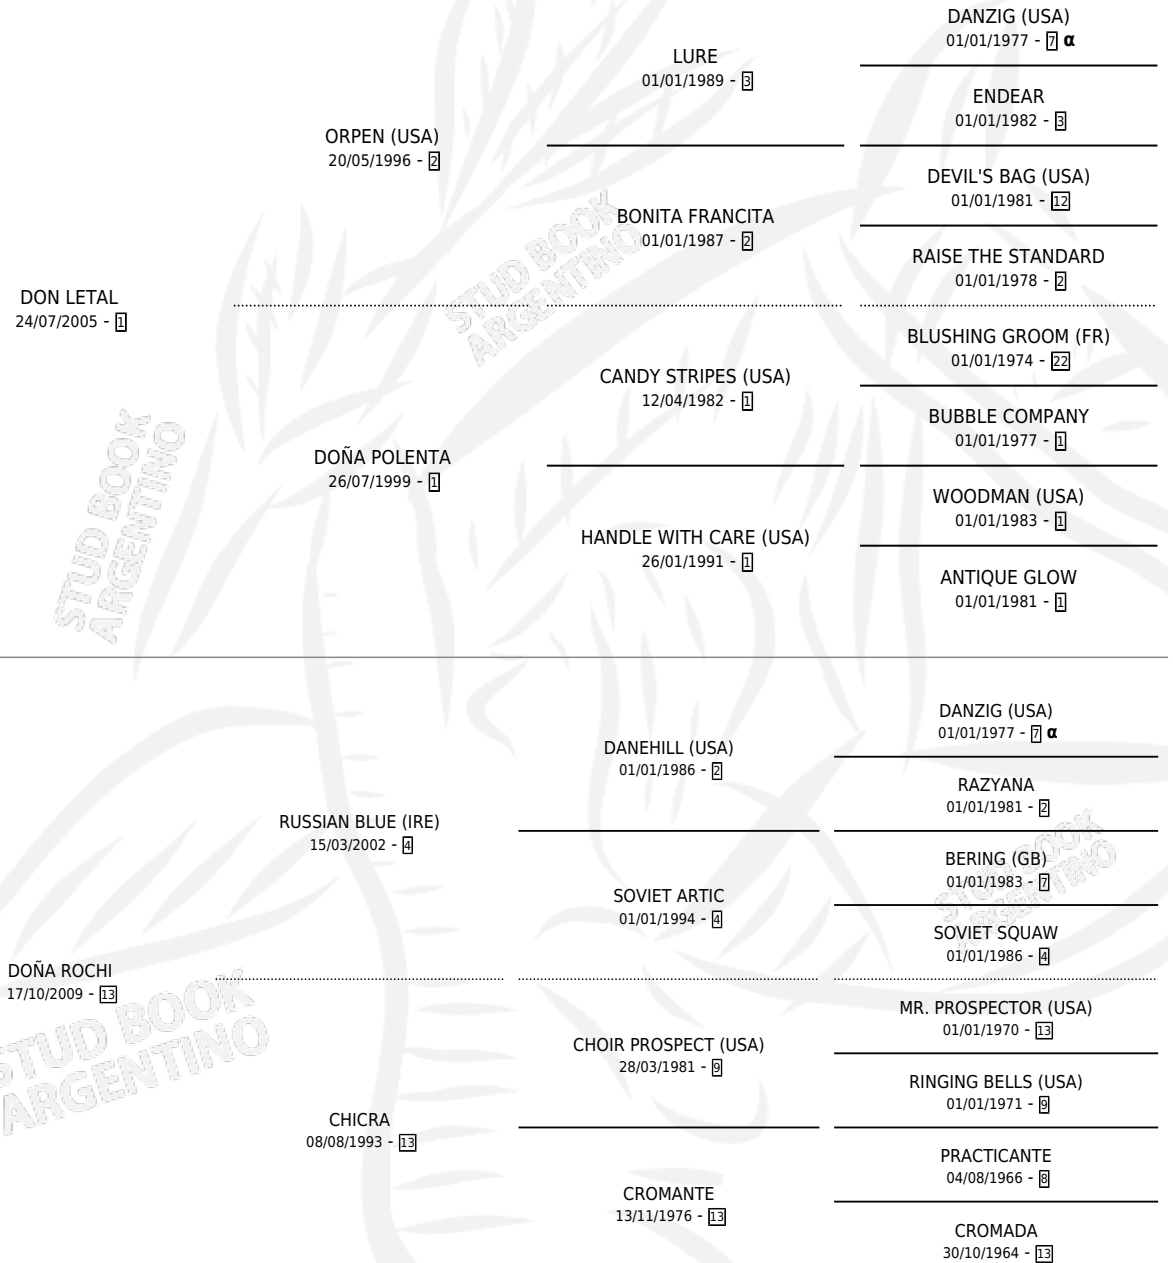 DANZIG (USA)
01/01/1977 - 7 α
LURE
01/01/1989 - 3
ENDEAR
01/01/1982 - 3
ORPEN (USA)
20/05/1996 - 2
DEVIL'S BAG (USA)
01/01/1981 - 12
BONITA FRANCITA
01/01/1987 - 2
RAISE THE STANDARD
01/01/1978 - 2
DON LETAL
24/07/2005 - 1
STUD BOOK
ARGENTINO
BLUSHING GROOM (FR)
01/01/1974 - 22
CANDY STRIPES (USA)
12/04/1982 - 1
BUBBLE COMPANY
01/01/1977 - 1
DOÑA POLENTA
26/07/1999 - 1
WOODMAN (USA)
01/01/1983 - 1
HANDLE WITH CARE (USA)
26/01/1991 - 1
ANTIQUE GLOW
01/01/1981 - 1
STUD BOOK
ARGENTINO
DANZIG (USA)
01/01/1977 - 7 α
DANEHILL (USA)
01/01/1986 - 2
RAZYANA
01/01/1981 - 2
RUSSIAN BLUE (IRE)
15/03/2002 - 4
BERING (GB)
01/01/1983 - 7
STUD BOOK
ARGENTINO
SOVIET ARTIC
01/01/1994 - 4
SOVIET SQUAW
01/01/1986 - 4
DOÑA ROCHI
17/10/2009 - 13
STUD BOOK
ARGENTINO
MR. PROSPECTOR (USA)
01/01/1970 - 13
CHOIR PROSPECT (USA)
28/03/1981 - 9
RINGING BELLS (USA)
01/01/1971 - 9
CHICRA
08/08/1993 - 13
PRACTICANTE
04/08/1966 - 8
CROMANTE
13/11/1976 - 13
CROMADA
30/10/1964 - 13